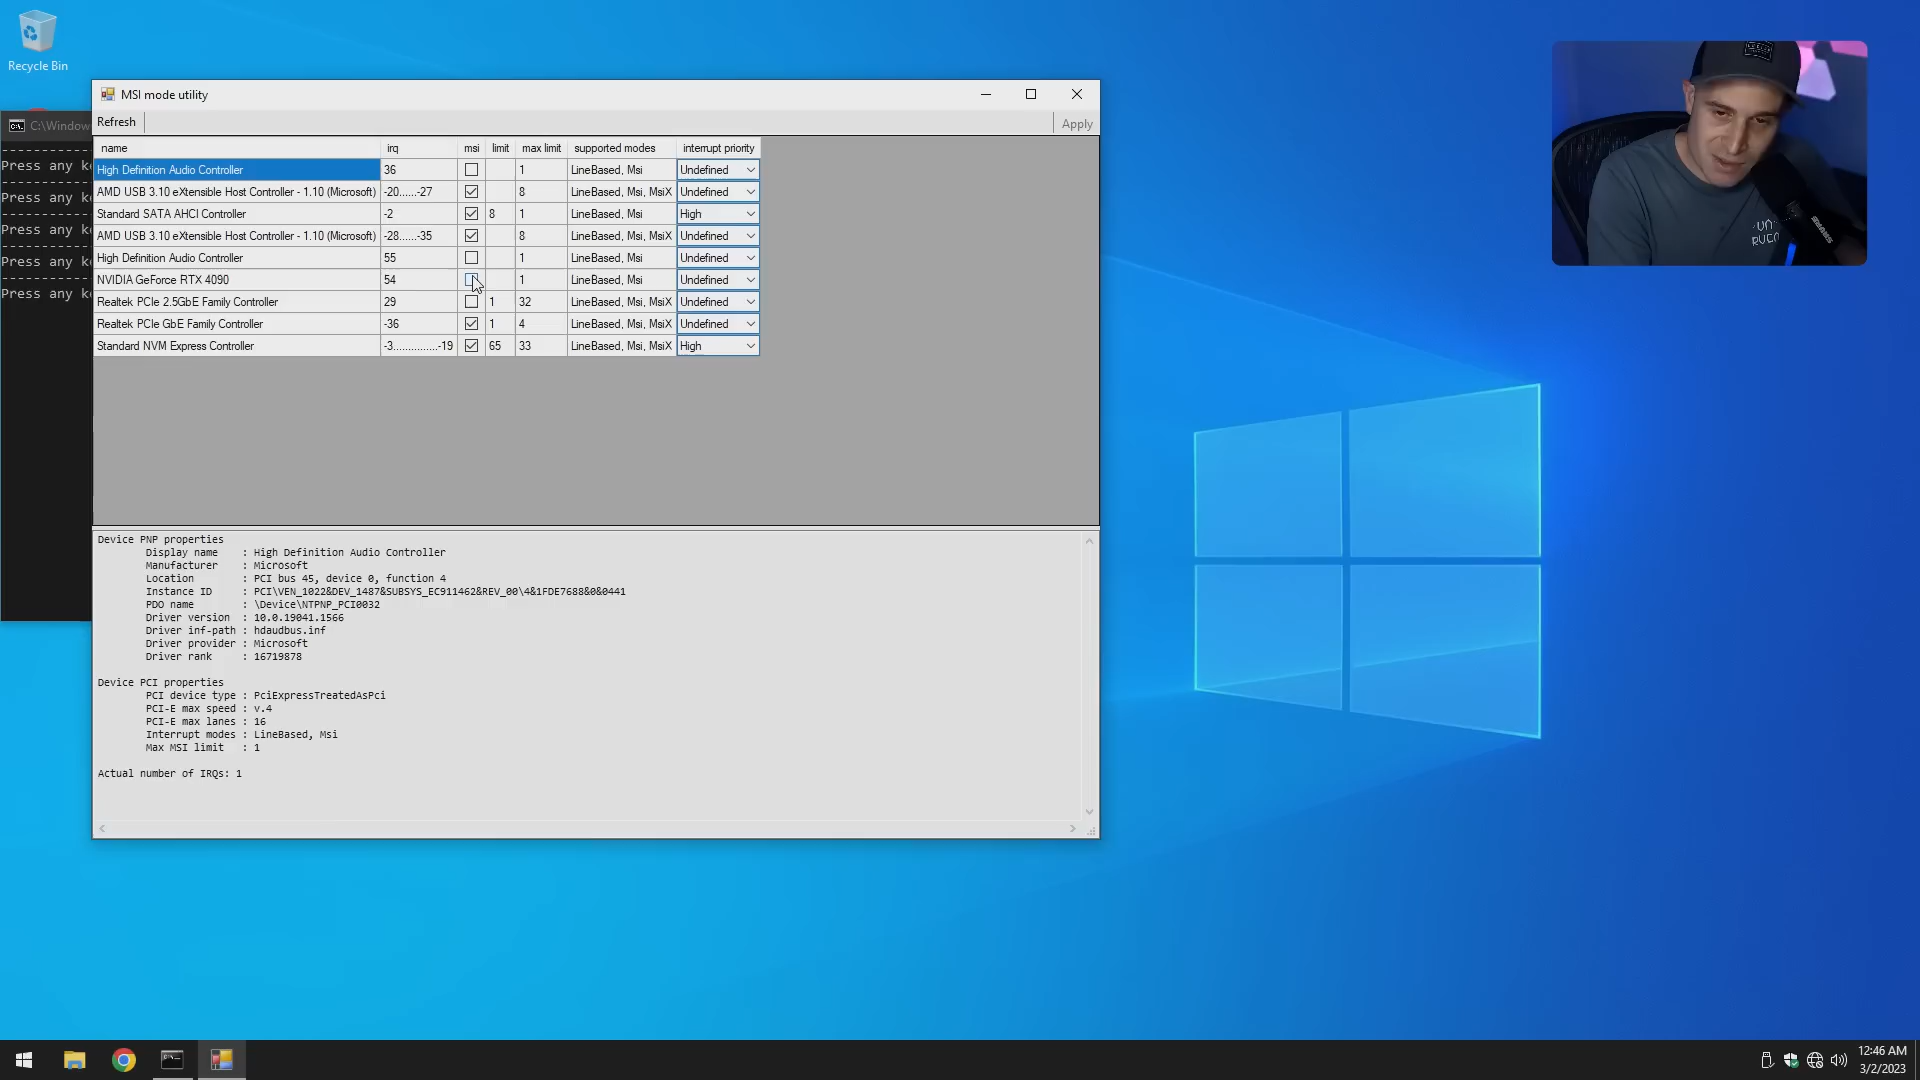 Recycle Bin
C:\Window
Press any k
Press any k
Press any k
Press any k
Press any k
MSI mode utility
Refresh
Apply
name irq msi limit max limit supported modes interrupt priority
High Definition Audio Controller 36 1 LineBased, Msi Undefined
AMD USB 3.10 eXtensible Host Controller - 1.10 (Microsoft) -20......-27 8 LineBased, Msi, MsiX Undefined
Standard SATA AHCI Controller -2 8 1 LineBased, Msi High
AMD USB 3.10 eXtensible Host Controller - 1.10 (Microsoft) -28......-35 8 LineBased, Msi, MsiX Undefined
High Definition Audio Controller 55 1 LineBased, Msi Undefined
NVIDIA GeForce RTX 4090 54 1 LineBased, Msi Undefined
Realtek PCIe 2.5GbE Family Controller 29 1 32 LineBased, Msi, MsiX Undefined
Realtek PCIe GbE Family Controller -36 1 4 LineBased, Msi, MsiX Undefined
Standard NVM Express Controller -3...............-19 65 33 LineBased, Msi, MsiX High
Device PNP properties
Display name : High Definition Audio Controller
Manufacturer : Microsoft
Location : PCI bus 45, device 0, function 4
Instance ID : PCI\VEN_1022&DEV_1487&SUBSYS_EC911462&REV_00\4&1FDE7688&0&0441
PDO name : \Device\NTPNP_PCI0032
Driver version : 10.0.19041.1566
Driver inf-path : hdaudbus.inf
Driver provider : Microsoft
Driver rank : 16719878
Device PCI properties
PCI device type : PciExpressTreatedAsPci
PCI-E max speed : v.4
PCI-E max lanes : 16
Interrupt modes : LineBased, Msi
Max MSI limit : 1
Actual number of IRQs: 1
12:46 AM
3/2/2023